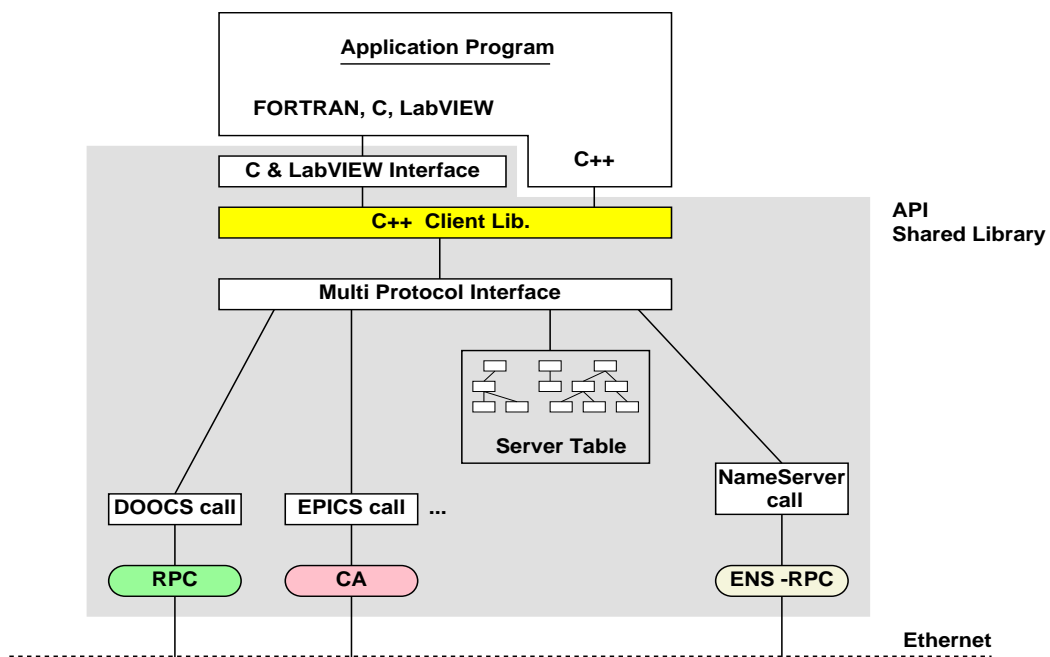 Application Program
FORTRAN, C, LabVIEW
C++
C & LabVIEW Interface
C++ Client Lib.
API
Shared Library
Multi Protocol Interface
Server Table
NameServer
call
DOOCS call
EPICS call
...
RPC
CA
ENS -RPC
Ethernet